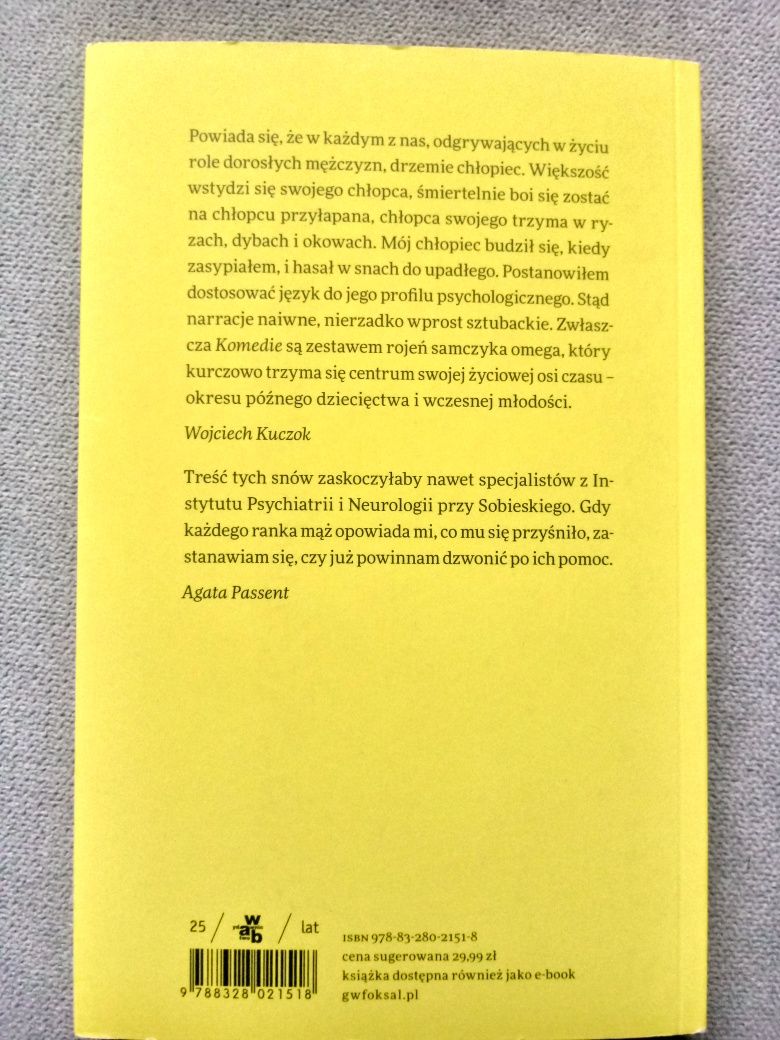 Powiada się, że w każdym z nas, odgrywających w życiu
role dorosłych mężczyzn, drzemie chłopiec. Większość
wstydzi się swojego chłopca, śmiertelnie boi się zostać
na chłopcu przyłapana, chłopca swojego trzyma w ry-
zach, dybach i okowach. Mój chłopiec budził się, kiedy
zasypiałem, i hasał w snach do upadłego. Postanowiłem
dostosować język do jego profilu psychologicznego. Stąd
narracje naiwne, nierzadko wprost sztubackie. Zwłasz-
cza Komedie są zestawem rojeń samczyka omega, który
kurczowo trzyma się centrum swojej życiowej osi czasu –
okresu późnego dziecięctwa i wczesnej młodości.
Wojciech Kuczok
Treść tych snów zaskoczyłaby nawet specjalistów z In-
stytutu Psychiatrii i Neurologii przy Sobieskiego. Gdy
każdego ranka mąż opowiada mi, co mu się przyśniło, za-
stanawiam się, czy już powinnam dzwonić po ich pomoc.
Agata Passent
25 / w ab / lat
9 788328 021518
ISBN 978-83-280-2151-8
cena sugerowana 29,99 zł
książka dostępna również jako e-book
gwfoksal.pl